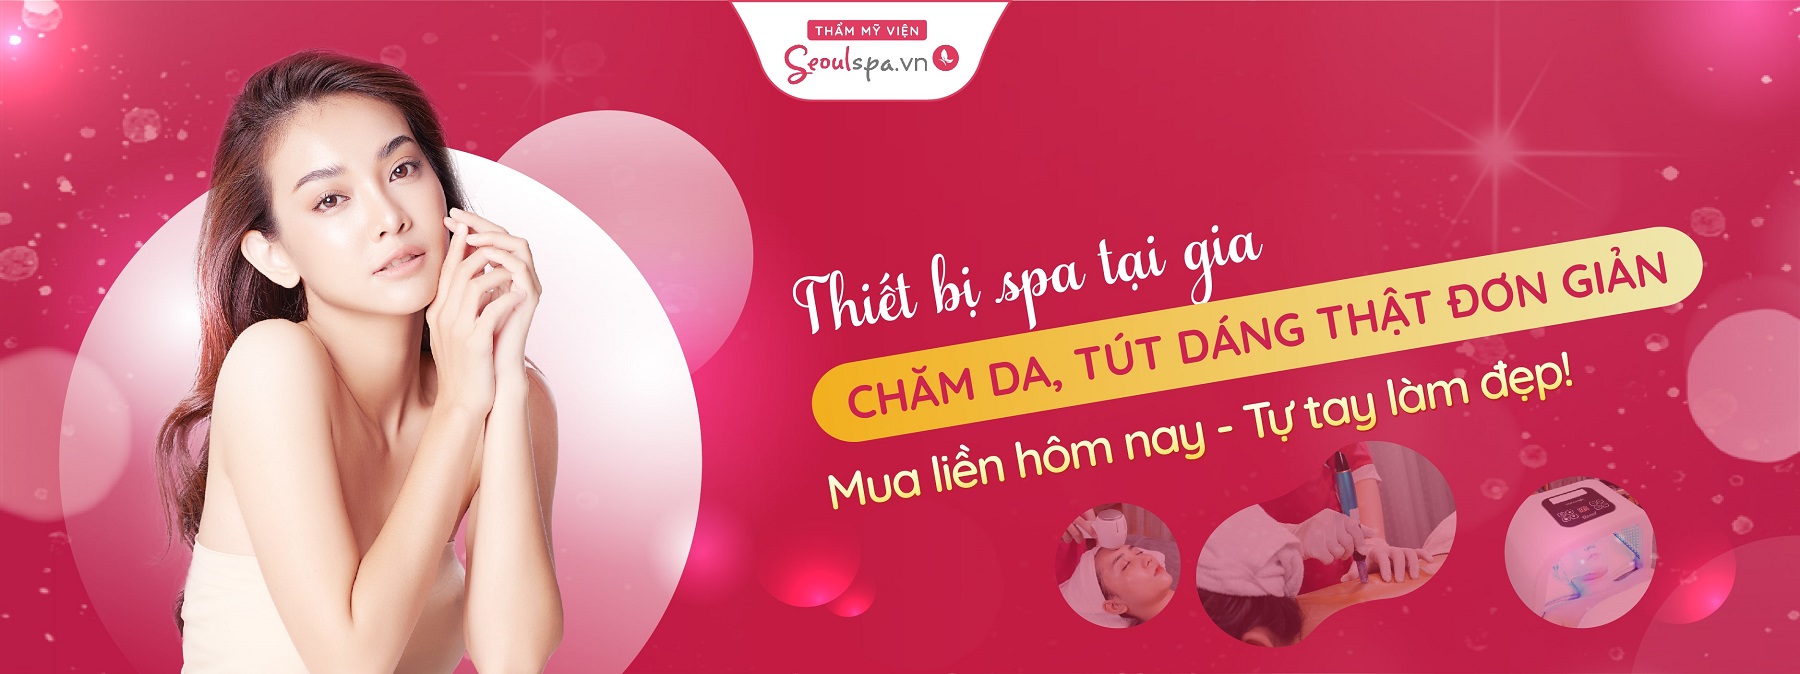 THẨM MỸ VIỆN
Seoulspa.vn
Thiết bị spa tại gia
CHĂM DA, TÚT DÁNG THẬT ĐƠN GIẢN
Mua liền hôm nay - Tự tay làm đẹp!